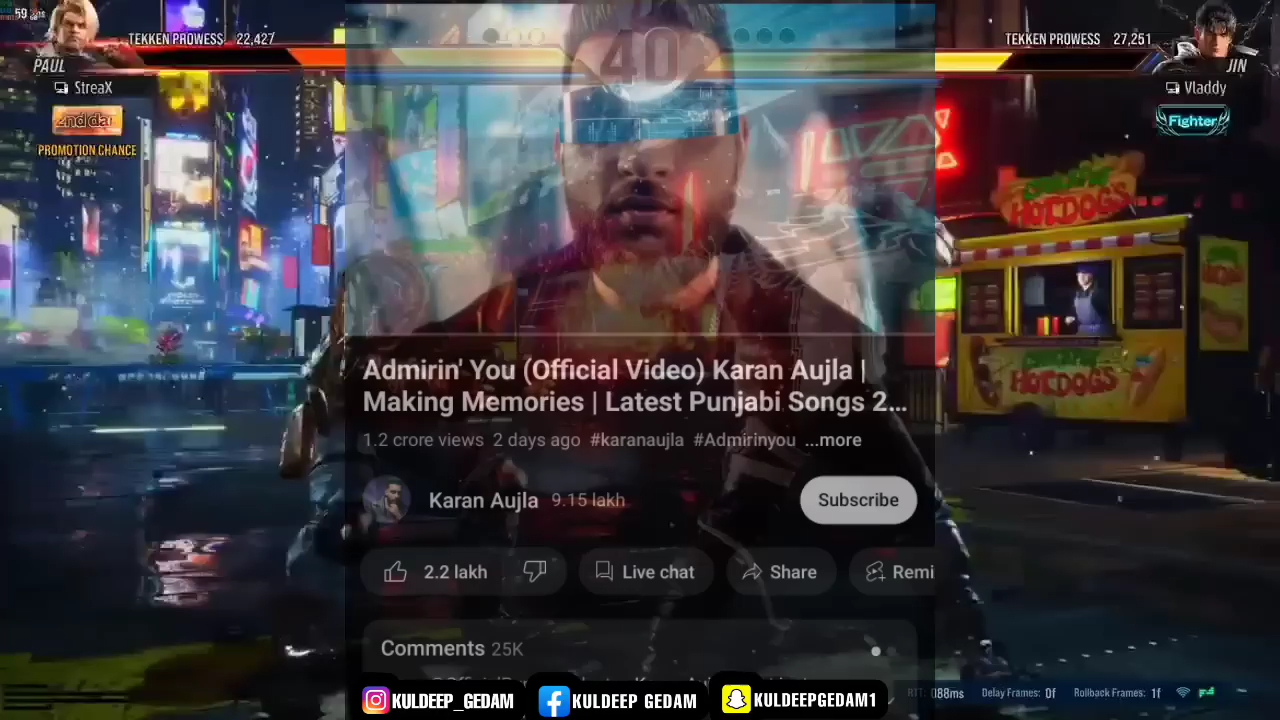 59
TEKKEN PROWESS 22,427
40
TEKKEN PROWESS 27,251
PAUL
JIN
StreaX
Vladdy
2nd dan
Fighter
PROMOTION CHANCE
HOTDOGS
HOTDOGS
Admirin' You (Official Video) Karan Aujla |
Making Memories | Latest Punjabi Songs 2...
1.2 crore views 2 days ago #karanaujla #Admirinyou ...more
Karan Aujla 9.15 lakh
Subscribe
2.2 lakh
Live chat
Share
Remi
Comments 25K
KULDEEP_GEDAM
KULDEEP GEDAM
KULDEEPGEDAM1
088ms
Delay Frames: 0f
Rollback Frames: 1f